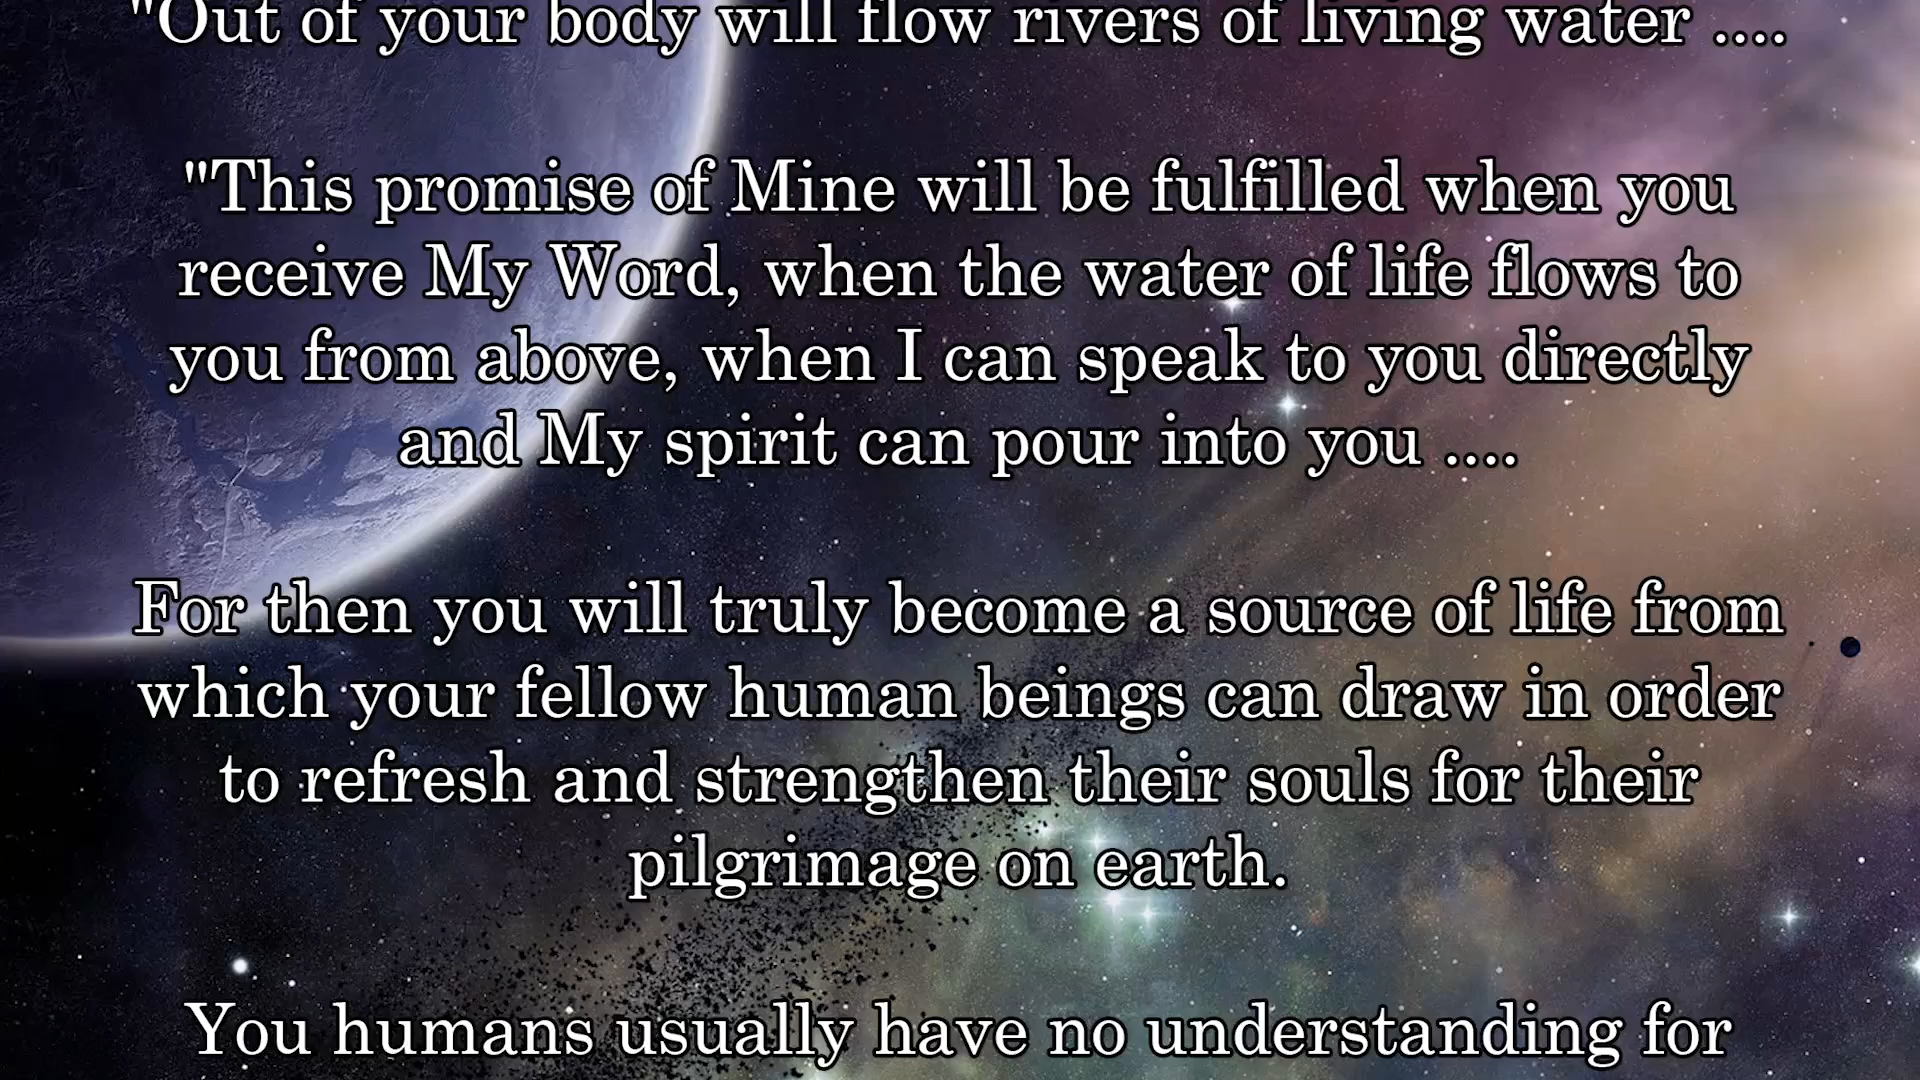 "Out of your body will flow rivers of living water ....
"This promise of Mine will be fulfilled when you
receive My Word, when the water of life flows to
you from above, when I can speak to you directly
and My spirit can pour into you ....
For then you will truly become a source of life from
which your fellow human beings can draw in order
to refresh and strengthen their souls for their
pilgrimage on earth.
You humans usually have no understanding for